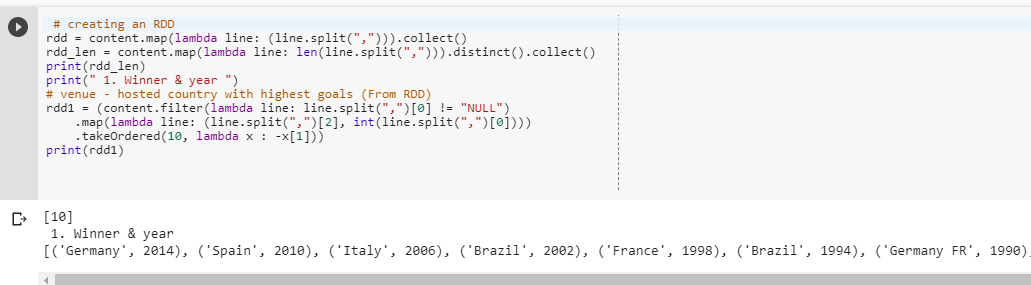 # creating an RDD
rdd = content.map(lambda line: (line.split(","))).collect()
rdd_len = content.map(lambda line: len(line.split(","))).distinct().collect()
print(rdd_len)
print(" 1. Winner & year ")
# venue - hosted country with highest goals (From RDD)
rdd1 = (content.filter(lambda line: line.split(",")[0] != "NULL")
    .map(lambda line: (line.split(",")[2], int(line.split(",")[0])))
    .takeOrdered(10, lambda x : -x[1]))
print(rdd1)
[10]
 1. Winner & year
[('Germany', 2014), ('Spain', 2010), ('Italy', 2006), ('Brazil', 2002), ('France', 1998), ('Brazil', 1994), ('Germany FR', 1990),